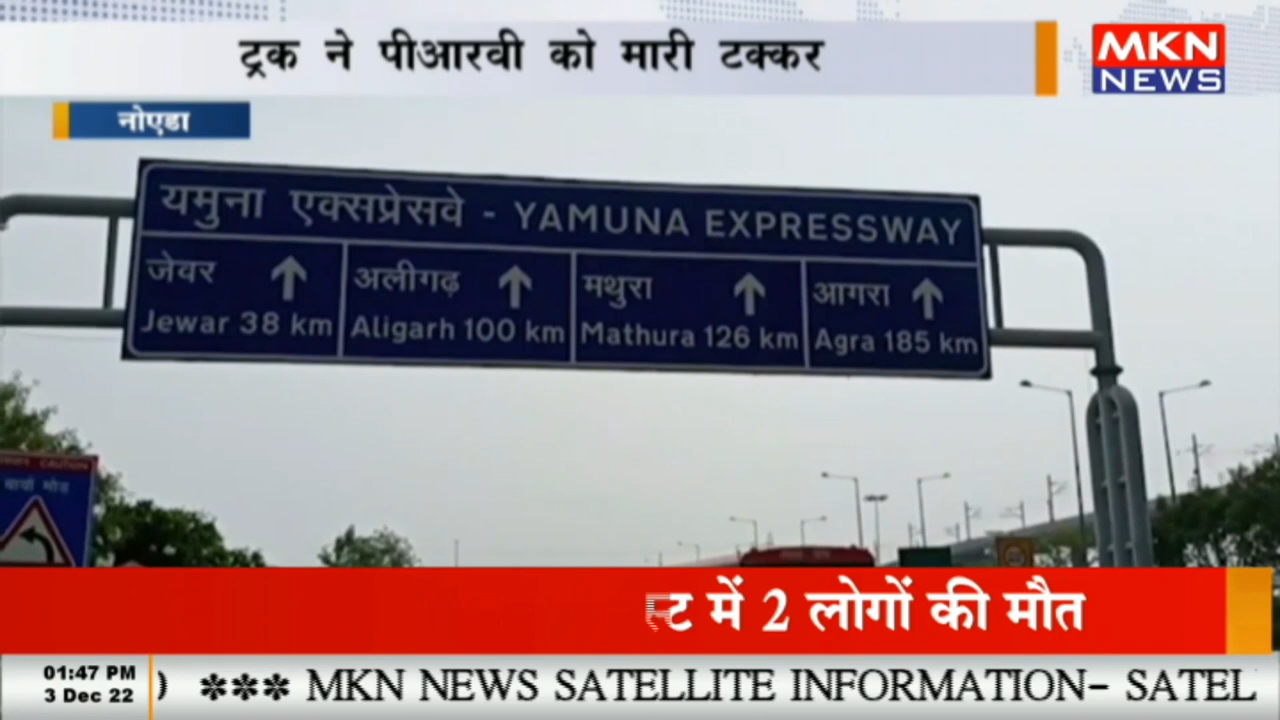 ट्रक ने पीआरवी को मारी टक्कर
MKN
NEWS
नोएडा
यमुना एक्सप्रेसवे - YAMUNA EXPRESSWAY
जेवर
Jewar 38 km
अलीगढ़
Aligarh 100 km
मथुरा
Mathura 126 km
आगरा
Agra 185 km
CAUTION
बायाँ मोड़
में 2 लोगों की मौत
01:47 PM
3 Dec 22
) *** MKN NEWS SATELLITE INFORMATION- SATEL